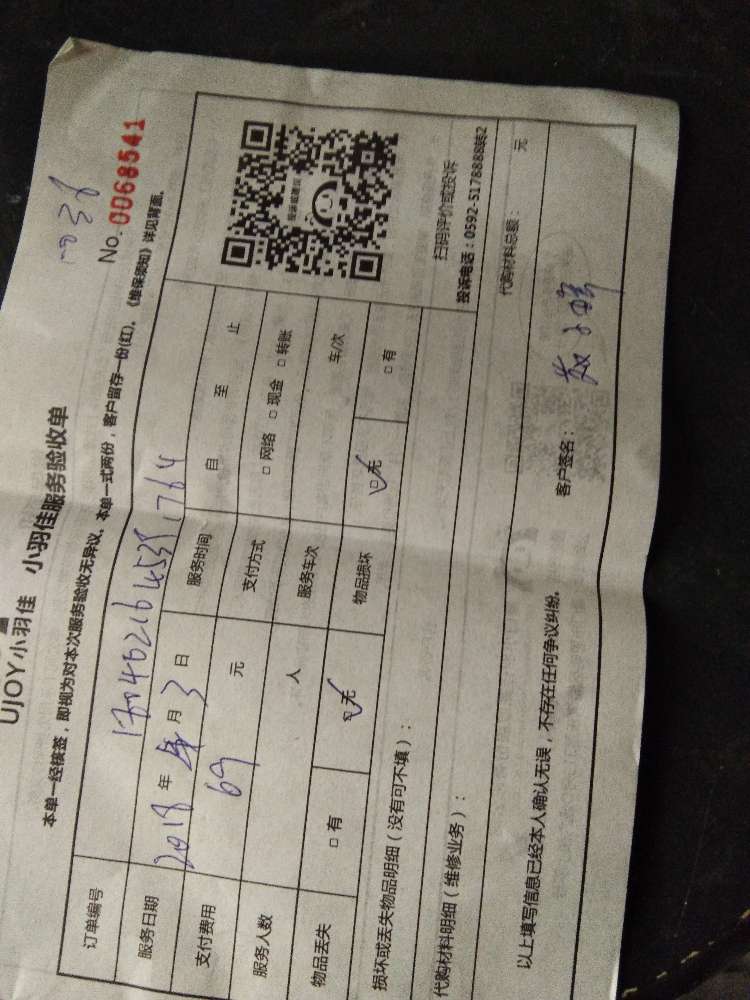 UJOY小羽佳 小羽佳服务验收单
No. 0068541
本单一经核签，即视为对本次服务验收无异议。本单一式两份，客户留存一份(红)。《维保须知》详见背面。
订单编号
服务日期 2018年 月3日 服务时间 自 至 止
支付费用 69 元 支付方式 □ 网络 □ 现金 □ 转账
服务人数 人 服务车次 车/次
物品丢失 □ 有 □ 无 物品损坏 □ 无 □ 有
扫码评价或投诉
投诉电话：0592-5178888转2
损坏或丢失物品明细（没有可不填）：
代购材料明细（维修业务）： 代购材料总额： 元
以上填写信息已经本人确认无误，不存在任何争议纠纷。 客户签名：